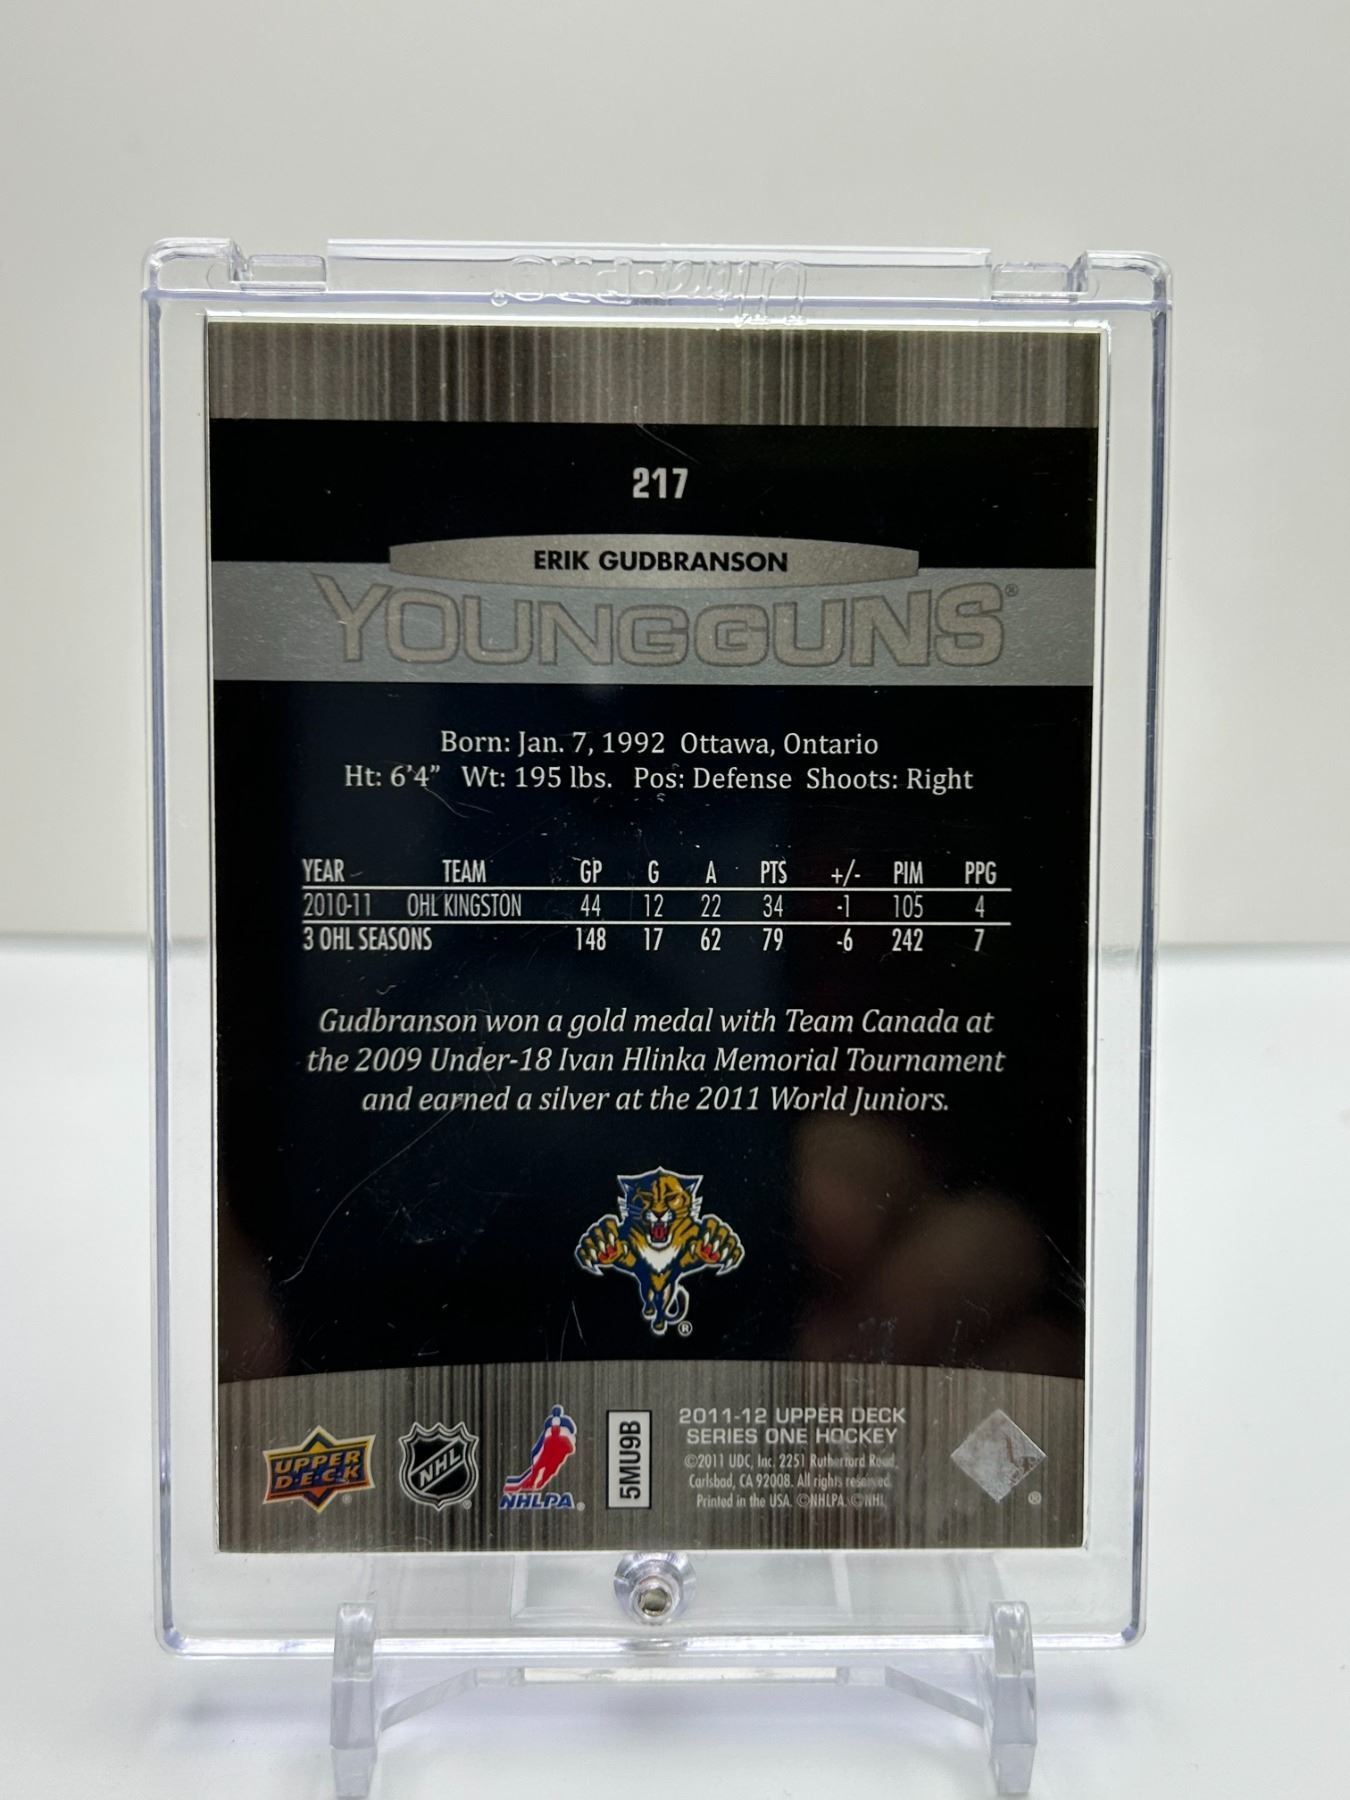 ultra•PRO
217
ERIK GUDBRANSON
YOUNG GUNS®
Born: Jan. 7, 1992 Ottawa, Ontario
Ht: 6'4" Wt: 195 lbs. Pos: Defense Shoots: Right
YEAR TEAM GP G A PTS +/- PIM PPG
2010-11 OHL KINGSTON 44 12 22 34 -1 105 4
3 OHL SEASONS 148 17 62 79 -6 242 7
Gudbranson won a gold medal with Team Canada at
the 2009 Under-18 Ivan Hlinka Memorial Tournament
and earned a silver at the 2011 World Juniors.
®
UPPER
D·E·C·K
®
NHL
®
NHLPA®
5MU9B
2011-12 UPPER DECK
SERIES ONE HOCKEY
©2011 UDC, Inc. 2251 Rutherford Road,
Carlsbad, CA 92008. All rights reserved.
Printed in the USA. ©NHLPA. ©NHL
®